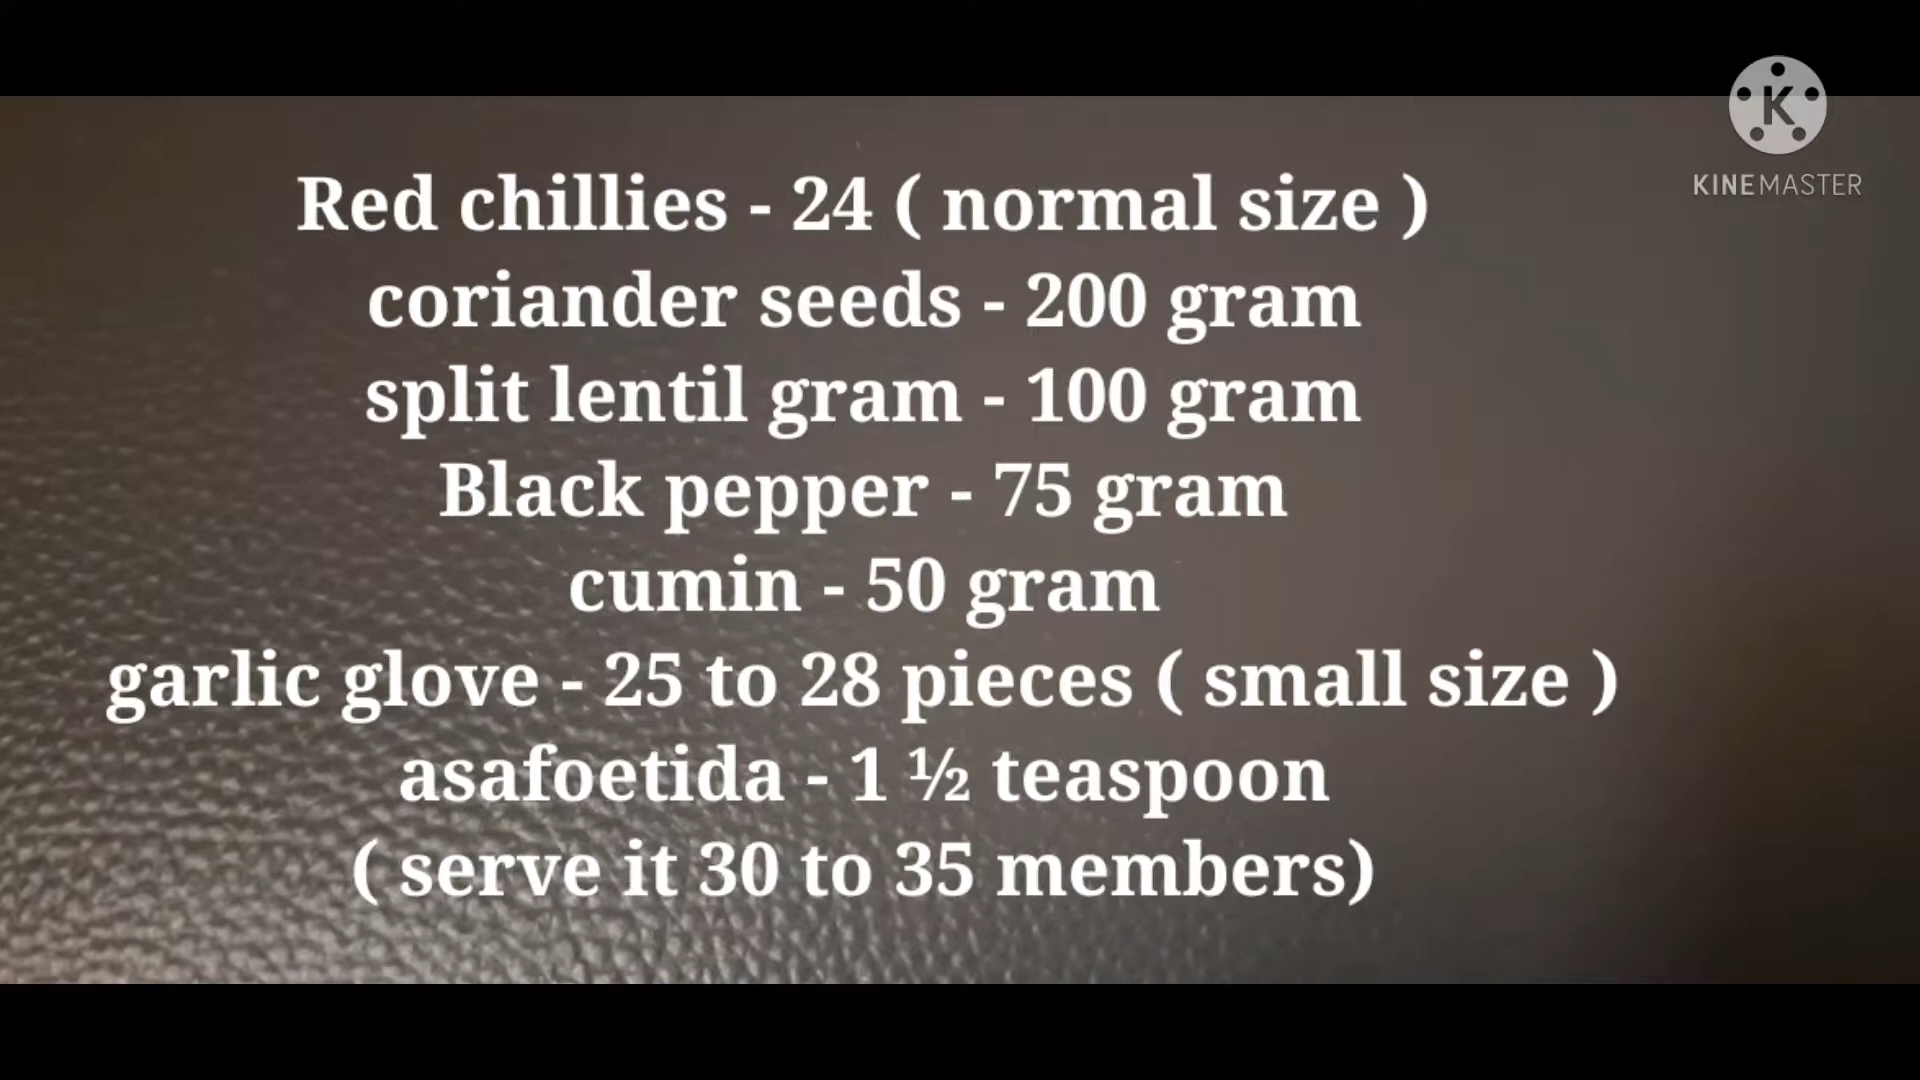 K
KINEMASTER
Red chillies - 24 ( normal size )
coriander seeds - 200 gram
split lentil gram - 100 gram
Black pepper - 75 gram
cumin - 50 gram
garlic glove - 25 to 28 pieces ( small size )
asafoetida - 1 ½ teaspoon
( serve it 30 to 35 members)